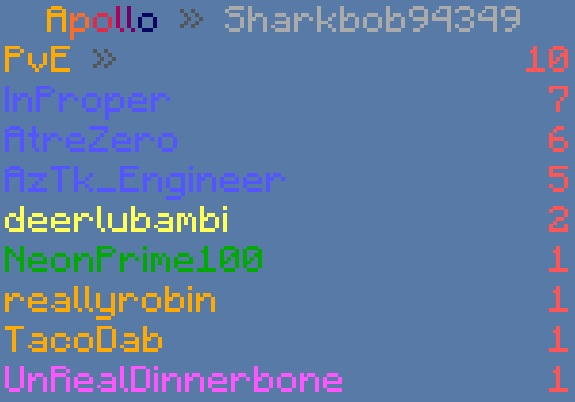 Apollo » Sharkbob94349
PvE » 10
InProper 7
AtreZero 6
AzTk_Engineer 5
deerlubambi 2
NeonPrime100 1
reallyrobin 1
TacoDab 1
UnRealDinnerbone 1